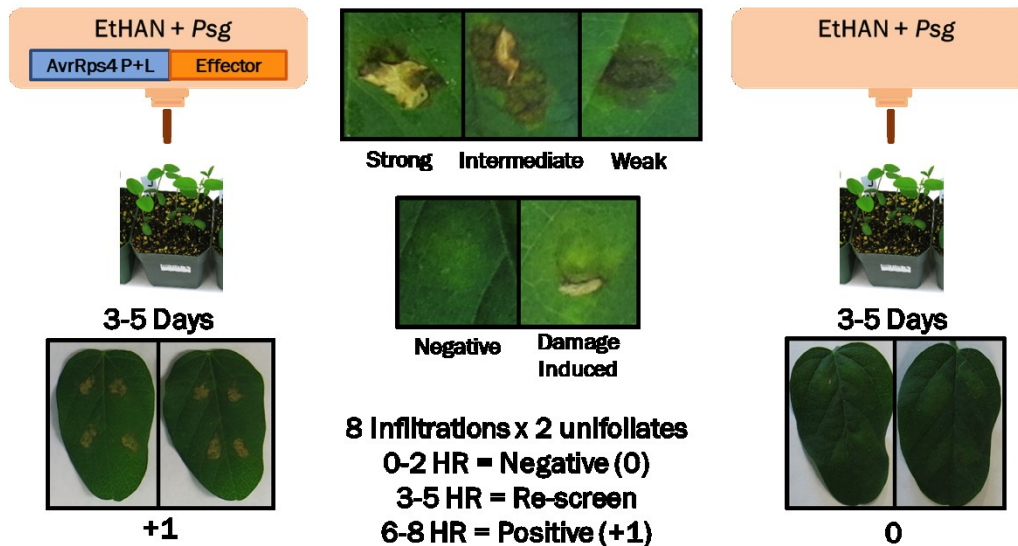 EtHAN + Psg
AvrRps4 P+L
Effector
3-5 Days
+1
Strong
Intermediate
Weak
Negative
Damage
Induced
8 Infiltrations x 2 unifoliates
0-2 HR = Negative (0)
3-5 HR = Re-screen
6-8 HR = Positive (+1)
EtHAN + Psg
3-5 Days
0